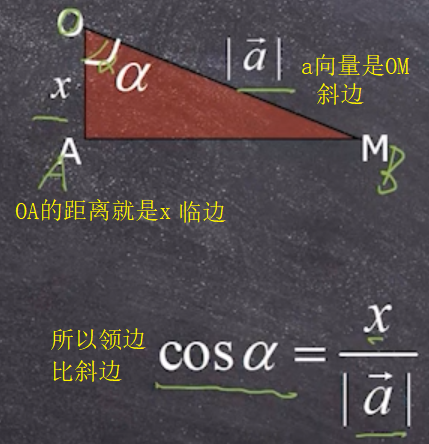 O
α
|a⃗|
a向量是OM
斜边
x
A
M
A
B
OA的距离就是x 临边
所以领边
比斜边
cos α = x / |a⃗|